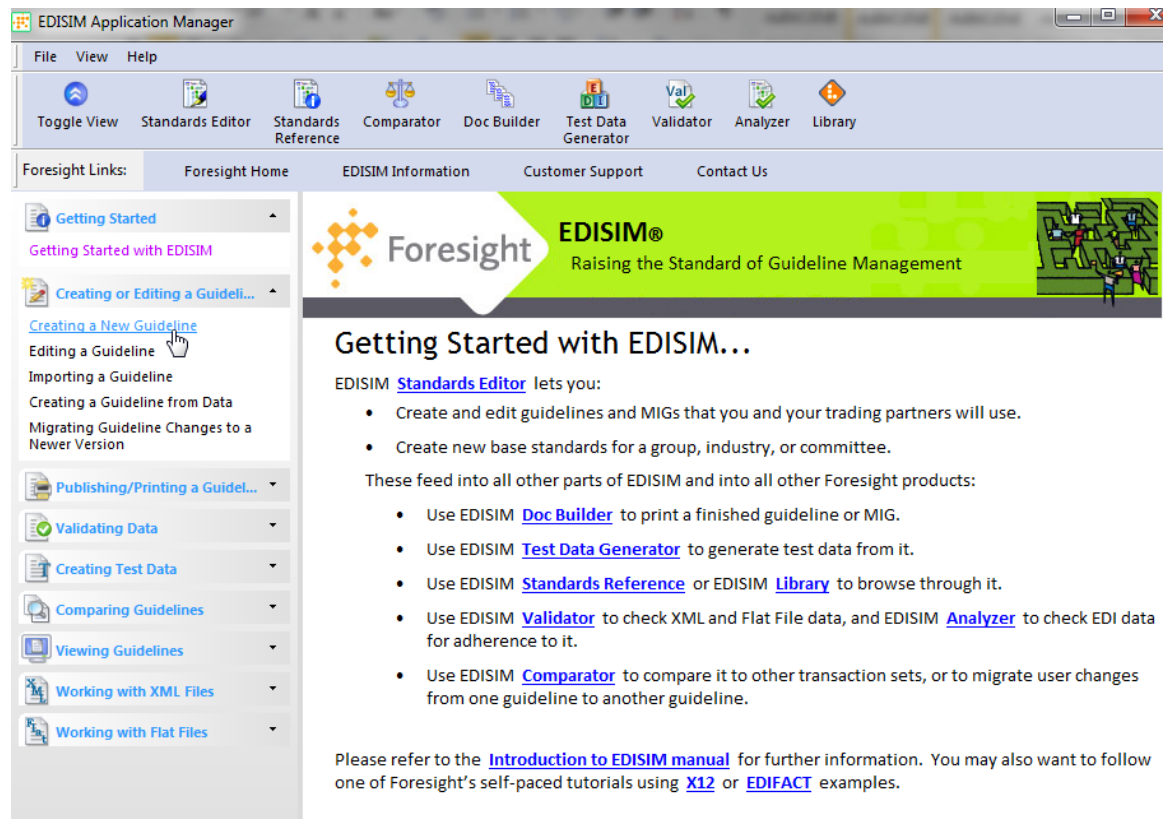 EDISIM Application Manager
File View Help
Toggle View
Standards Editor
Standards
Reference
Comparator
Doc Builder
Test Data
Generator
Validator
Analyzer
Library
Foresight Links:
Foresight Home
EDISIM Information
Customer Support
Contact Us
Getting Started
Getting Started with EDISIM
Creating or Editing a Guideli...
Creating a New Guideline
Editing a Guideline
Importing a Guideline
Creating a Guideline from Data
Migrating Guideline Changes to a
Newer Version
Publishing/Printing a Guidel...
Validating Data
Creating Test Data
Comparing Guidelines
Viewing Guidelines
Working with XML Files
Working with Flat Files
Foresight
EDISIM®
Raising the Standard of Guideline Management
Getting Started with EDISIM...
EDISIM Standards Editor lets you:
• Create and edit guidelines and MIGs that you and your trading partners will use.
• Create new base standards for a group, industry, or committee.
These feed into all other parts of EDISIM and into all other Foresight products:
• Use EDISIM Doc Builder to print a finished guideline or MIG.
• Use EDISIM Test Data Generator to generate test data from it.
• Use EDISIM Standards Reference or EDISIM Library to browse through it.
• Use EDISIM Validator to check XML and Flat File data, and EDISIM Analyzer to check EDI data
for adherence to it.
• Use EDISIM Comparator to compare it to other transaction sets, or to migrate user changes
from one guideline to another guideline.
Please refer to the Introduction to EDISIM manual for further information. You may also want to follow
one of Foresight's self-paced tutorials using X12 or EDIFACT examples.